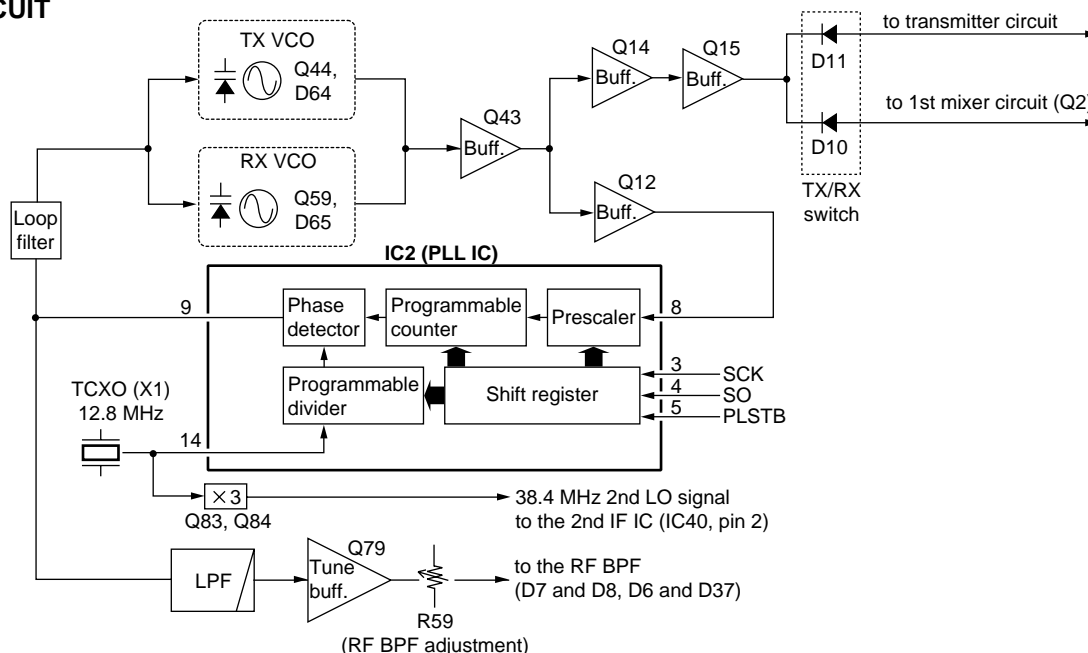 CUIT
TX VCO
Q44,
D64
RX VCO
Q59,
D65
Loop
filter
Q43
Buff.
Q14
Buff.
Q15
Buff.
Q12
Buff.
D11
D10
TX/RX
switch
to transmitter circuit
to 1st mixer circuit (Q2)
IC2 (PLL IC)
9
Phase
detector
Programmable
counter
Prescaler
8
Programmable
divider
Shift register
3
SCK
4
SO
5
PLSTB
TCXO (X1)
12.8 MHz
14
×3
Q83, Q84
38.4 MHz 2nd LO signal
to the 2nd IF IC (IC40, pin 2)
LPF
Q79
Tune
buff.
R59
(RF BPF adjustment)
to the RF BPF
(D7 and D8, D6 and D37)